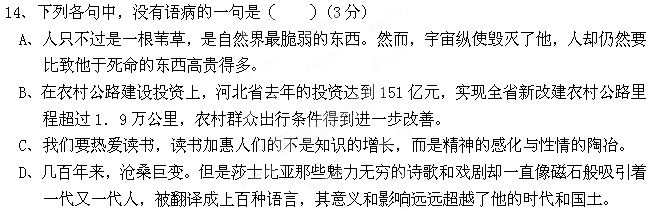 14、下列各句中，没有语病的一句是（　　）(3分)
A、人只不过是一根苇草，是自然界最脆弱的东西。然而，宇宙纵使毁灭了他，人却仍然要
比致他于死命的东西高贵得多。
B、在农村公路建设投资上，河北省去年的投资达到151亿元，实现全省新改建农村公路里
程超过1．9万公里，农村群众出行条件得到进一步改善。
C、我们要热爱读书，读书加惠人们的不是知识的增长，而是精神的感化与性情的陶冶。
D、几百年来，沧桑巨变。但是莎士比亚那些魅力无穷的诗歌和戏剧却一直像磁石般吸引着
一代又一代人，被翻译成上百种语言，其意义和影响远远超越了他的时代和国土。